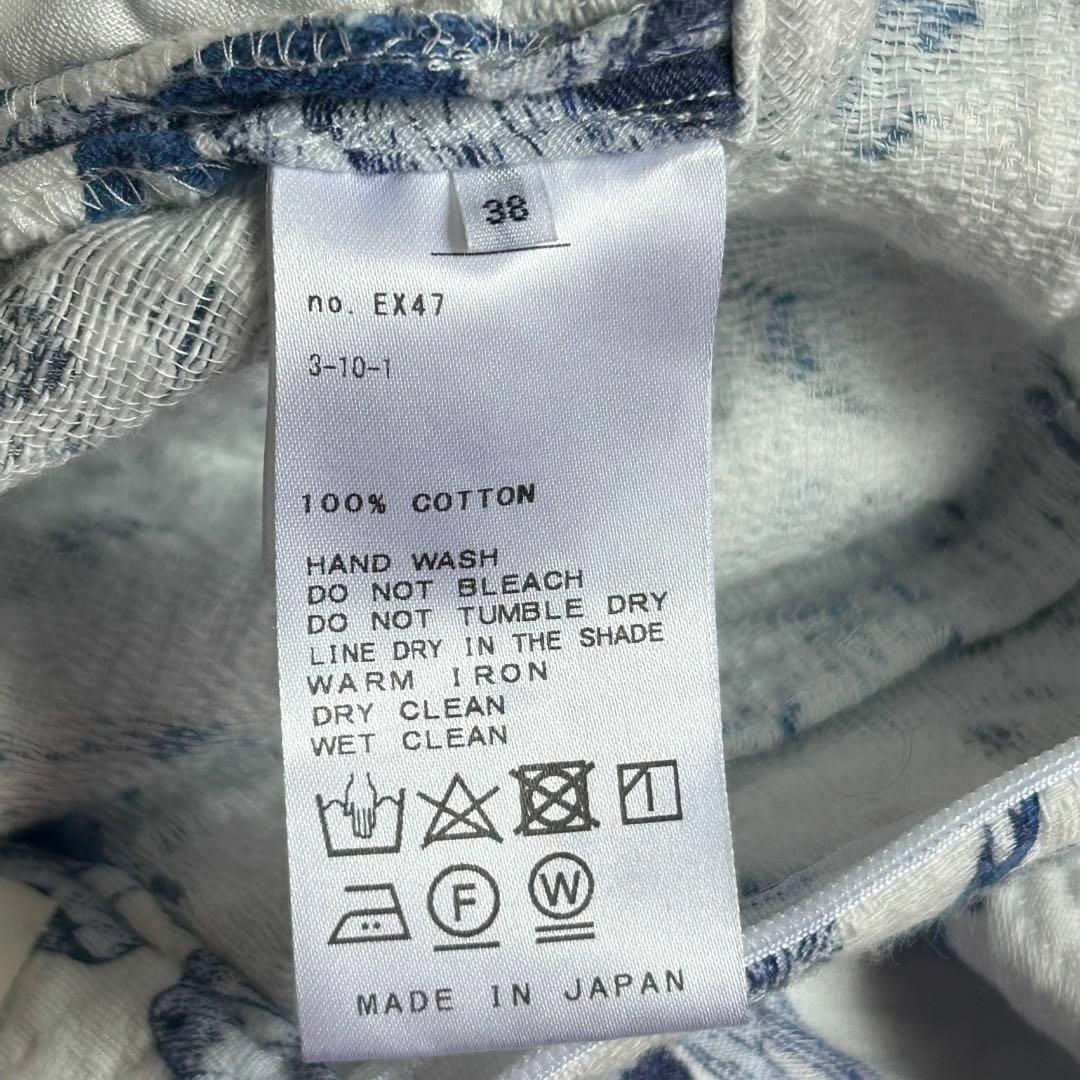 38
no. EX47
3-10-1
100% COTTON
HAND WASH
DO NOT BLEACH
DO NOT TUMBLE DRY
LINE DRY IN THE SHADE
WARM IRON
DRY CLEAN
WET CLEAN
F W
MADE IN JAPAN